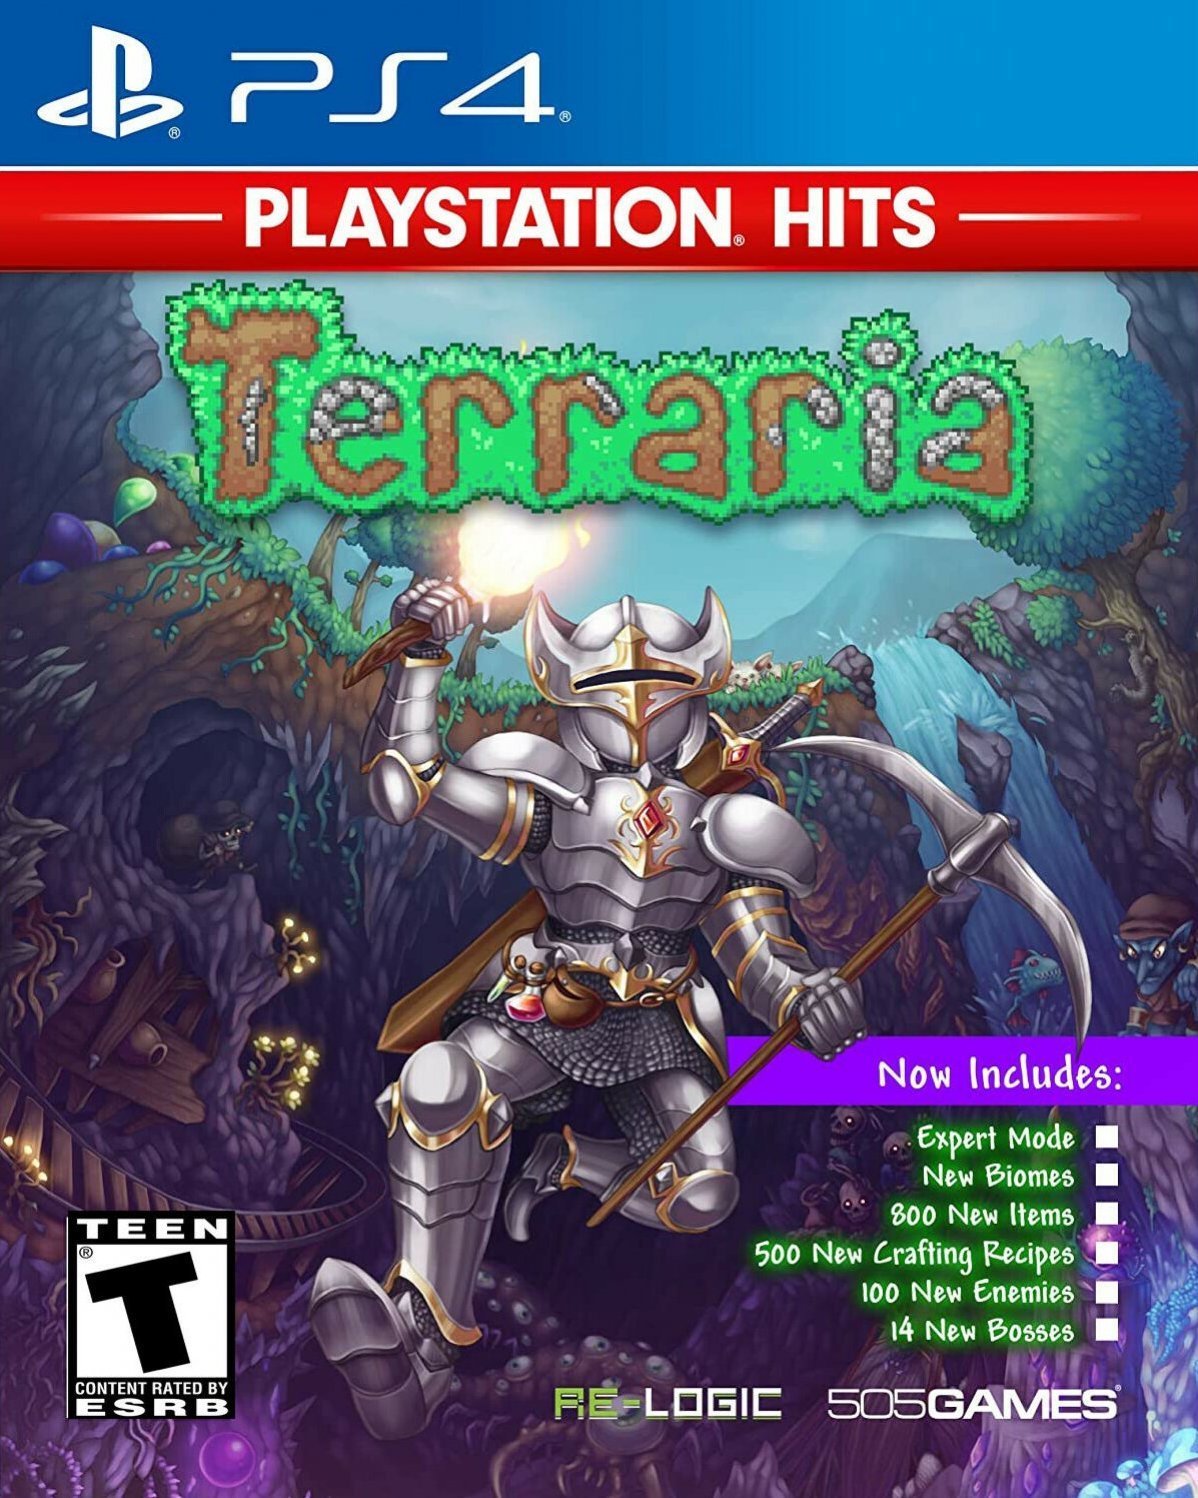 PS4®
PLAYSTATION® HITS
Terraria
Now Includes:
Expert Mode
New Biomes
800 New Items
500 New Crafting Recipes
100 New Enemies
14 New Bosses
TEEN
®
T
CONTENT RATED BY
ESRB
RE-LOGIC
505GAMES®